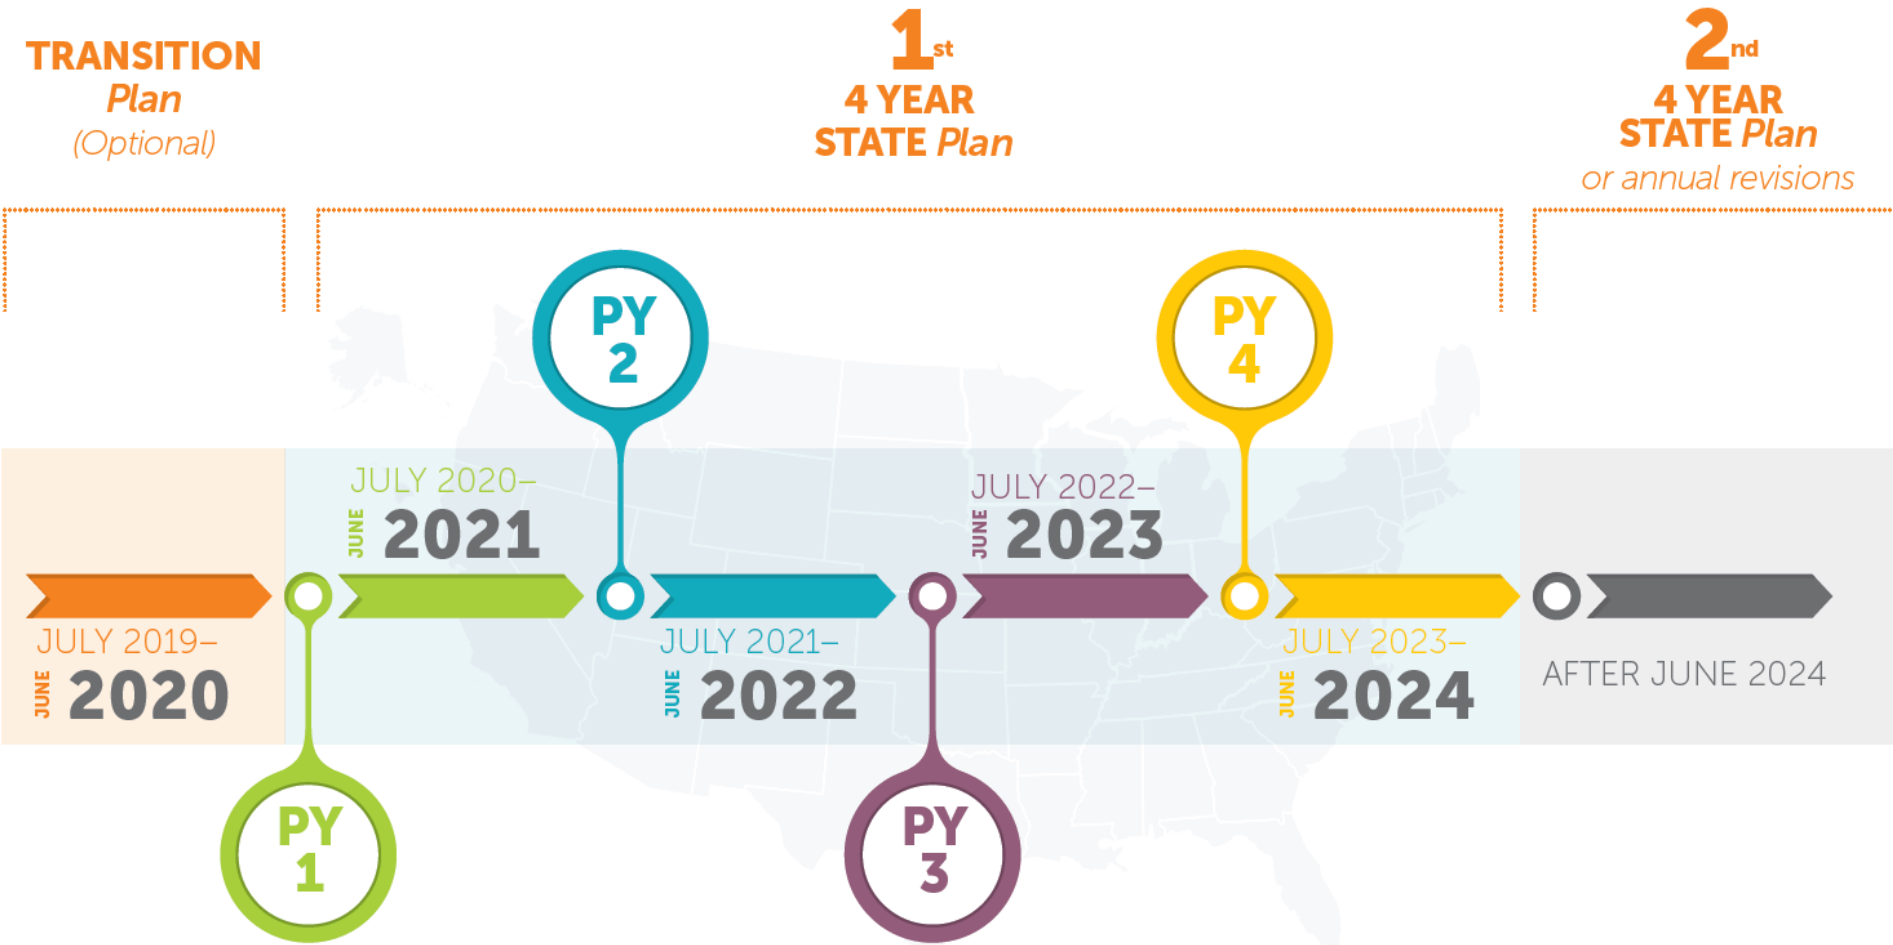 TRANSITION
Plan
(Optional)
1st
4 YEAR
STATE Plan
2nd
4 YEAR
STATE Plan
or annual revisions
PY
2
PY
4
JULY 2019–
JUNE 2020
JULY 2020–
JUNE 2021
JULY 2021–
JUNE 2022
JULY 2022–
JUNE 2023
JULY 2023–
JUNE 2024
AFTER JUNE 2024
PY
1
PY
3